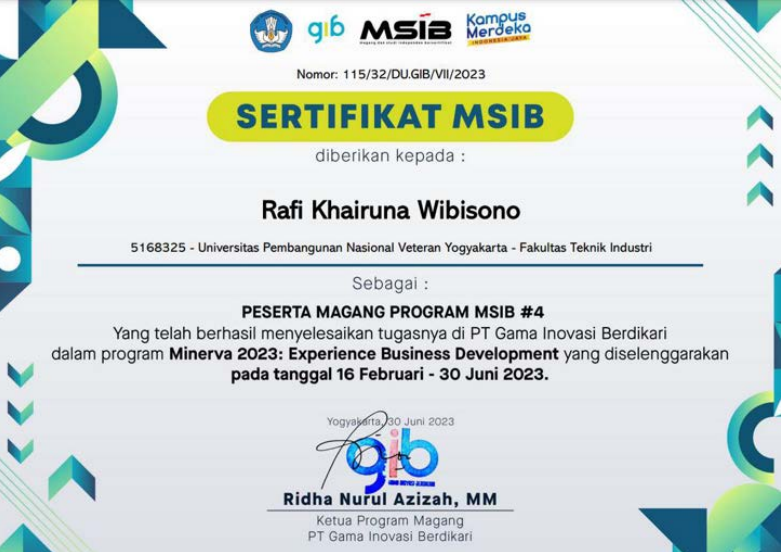 gib
MSIB
magang dan studi independen bersertifikat
Kampus
Merdeka
INDONESIA JAYA
Nomor: 115/32/DU.GIB/VII/2023
SERTIFIKAT MSIB
diberikan kepada :
Rafi Khairuna Wibisono
5168325 - Universitas Pembangunan Nasional Veteran Yogyakarta - Fakultas Teknik Industri
Sebagai :
PESERTA MAGANG PROGRAM MSIB #4
Yang telah berhasil menyelesaikan tugasnya di PT Gama Inovasi Berdikari
dalam program Minerva 2023: Experience Business Development yang diselenggarakan
pada tanggal 16 Februari - 30 Juni 2023.
Yogyakarta, 30 Juni 2023
gib
Ridha Nurul Azizah, MM
Ketua Program Magang
PT Gama Inovasi Berdikari